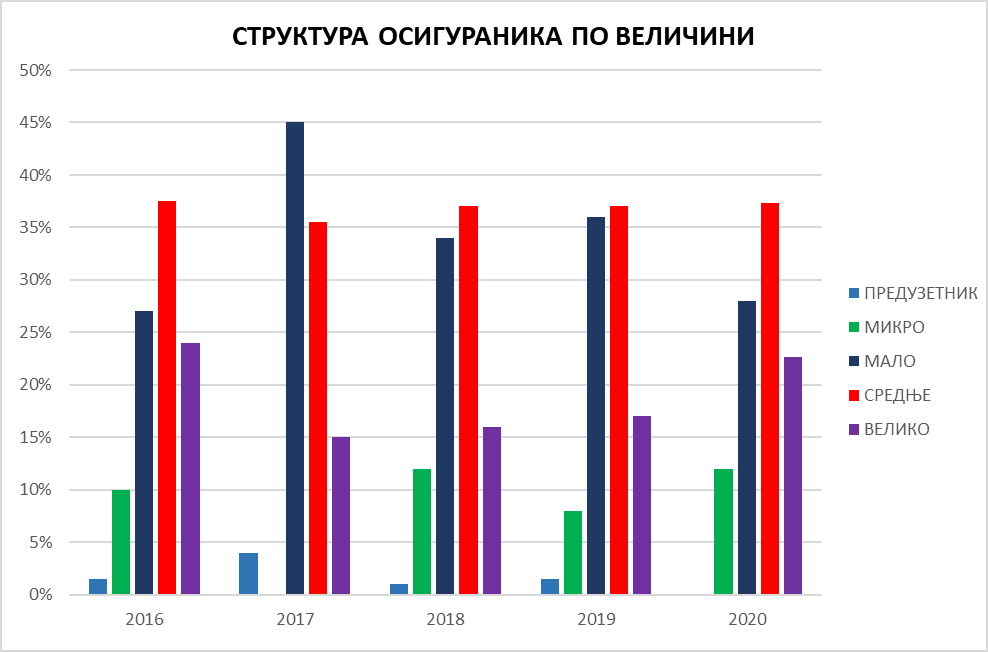 СТРУКТУРА ОСИГУРАНИКА ПО ВЕЛИЧИНИ
50%
45%
40%
35%
30%
25%
20%
15%
10%
5%
0%
2016
2017
2018
2019
2020
ПРЕДУЗЕТНИК
МИКРО
МАЛО
СРЕДЊЕ
ВЕЛИКО